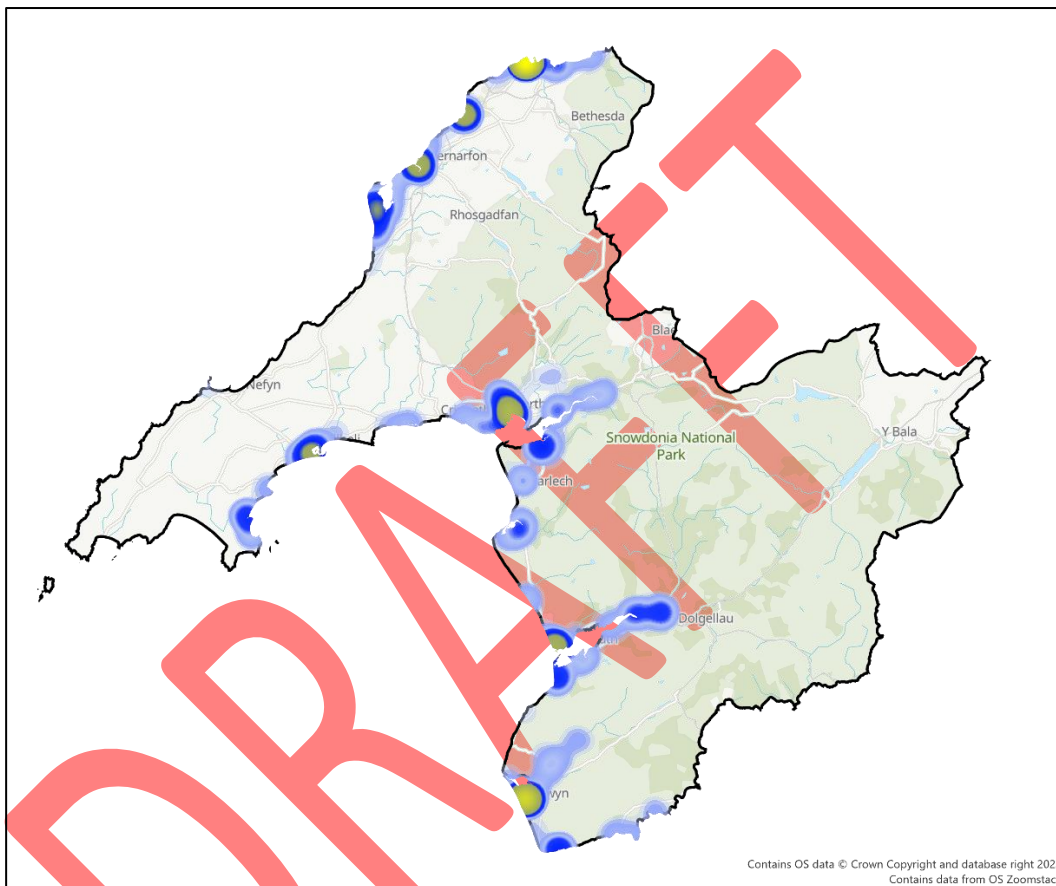 Bethesda
ernarfon
Rhosgadfan
Blae
Nefyn
Snowdonia National
Park
Y Bala
arlech
Dolgellau
wyn
DRAFT
Contains OS data © Crown Copyright and database right 202
Contains data from OS Zoomstac